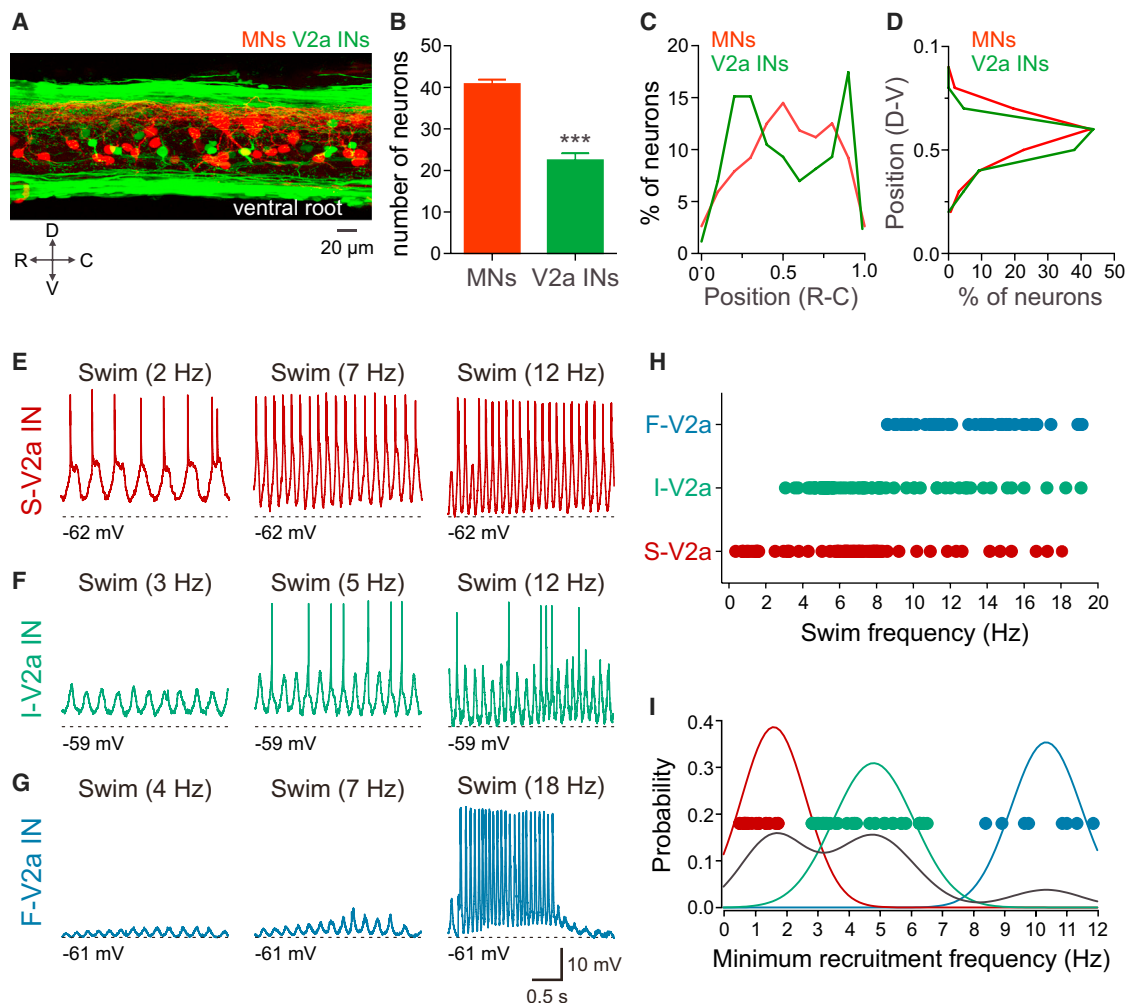 A
MNs V2a INs
ventral root
20 µm
D
R C
V
B
number of neurons
50
40
30
20
10
0
***
MNs V2a INs
C
MNs
V2a INs
% of neurons
20
15
10
5
0
0.0 0.5 1.0
Position (R-C)
D
MNs
V2a INs
Position (D-V)
0.1
0.5
0.0
0 10 20 30 40 50
% of neurons
E
S-V2a IN
Swim (2 Hz) Swim (7 Hz) Swim (12 Hz)
-62 mV -62 mV -62 mV
F
I-V2a IN
Swim (3 Hz) Swim (5 Hz) Swim (12 Hz)
-59 mV -59 mV -59 mV
G
F-V2a IN
Swim (4 Hz) Swim (7 Hz) Swim (18 Hz)
-61 mV -61 mV -61 mV
10 mV
0.5 s
H
F-V2a
I-V2a
S-V2a
0 2 4 6 8 10 12 14 16 18 20
Swim frequency (Hz)
I
Probability
0.4
0.3
0.2
0.1
0.0
0 1 2 3 4 5 6 7 8 9 10 11 12
Minimum recruitment frequency (Hz)